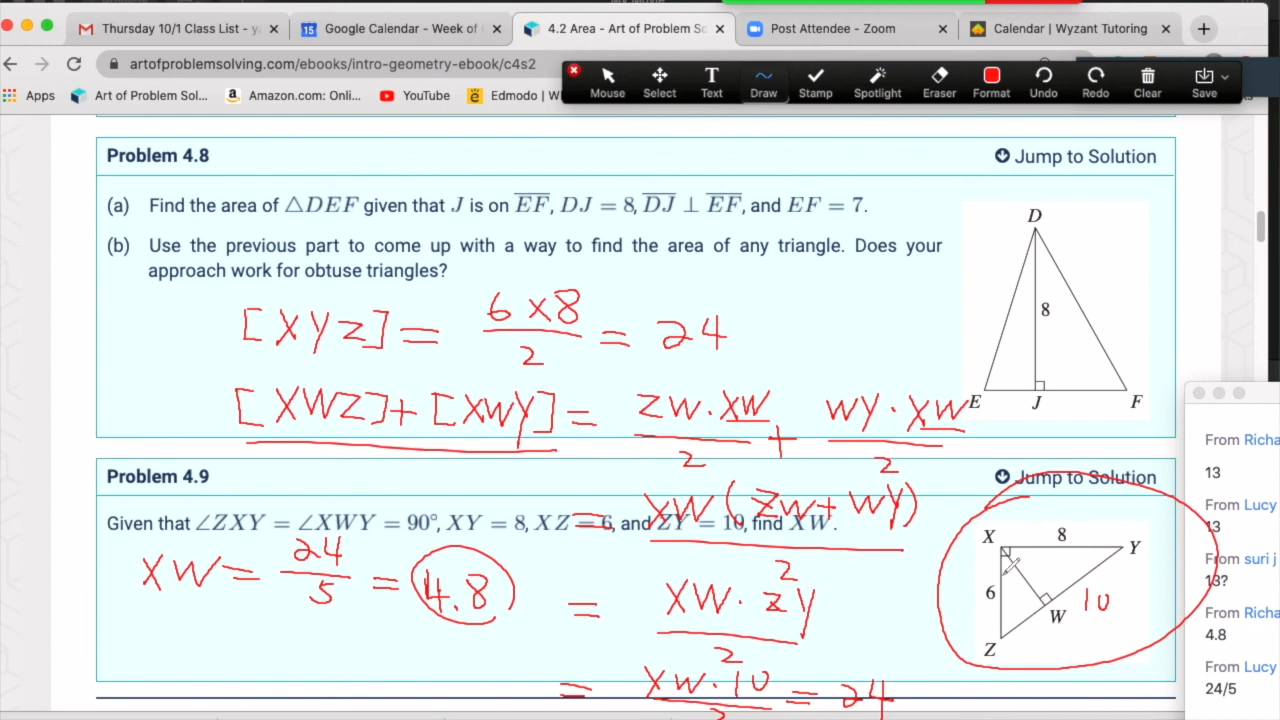 Thursday 10/1 Class List - y
Google Calendar - Week of
4.2 Area - Art of Problem So
Post Attendee - Zoom
Calendar | Wyzant Tutoring
artofproblemsolving.com/ebooks/intro-geometry-ebook/c4s2
Mouse Select Text Draw Stamp Spotlight Eraser Format Undo Redo Clear Save
Apps Art of Problem Sol... Amazon.com: Onli... YouTube Edmodo | W
Problem 4.8 Jump to Solution
(a) Find the area of △DEF given that J is on EF, DJ = 8, DJ ⊥ EF, and EF = 7.
(b) Use the previous part to come up with a way to find the area of any triangle. Does your
approach work for obtuse triangles?
D
8
E J F
[XYZ] = 6 × 8 / 2 = 24
[XWZ] + [XWY] = ZW · XW / 2 + WY · XW / 2
Problem 4.9 Jump to Solution
= XW (ZW + WY) / 2
Given that ∠ZXY = ∠XWY = 90°, XY = 8, XZ = 6, and ZY = 10, find XW.
XW = 24 / 5 = 4.8
= XW · ZY / 2
= XW · 10 / 2 = 24
X 8 Y
6 W 10
Z
From Richa
13
From Lucy
13
From suri j
13?
From Richa
4.8
From Lucy
24/5